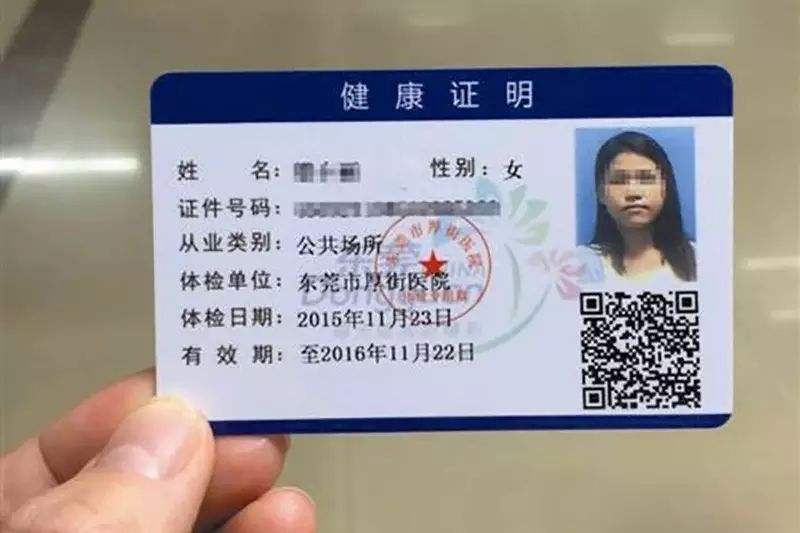 健康证明
姓 名： 性别：女
证件号码：
从业类别：公共场所
体检单位：东莞市厚街医院
体检日期：2015年11月23日
有 效 期：至2016年11月22日
东莞市厚街医院